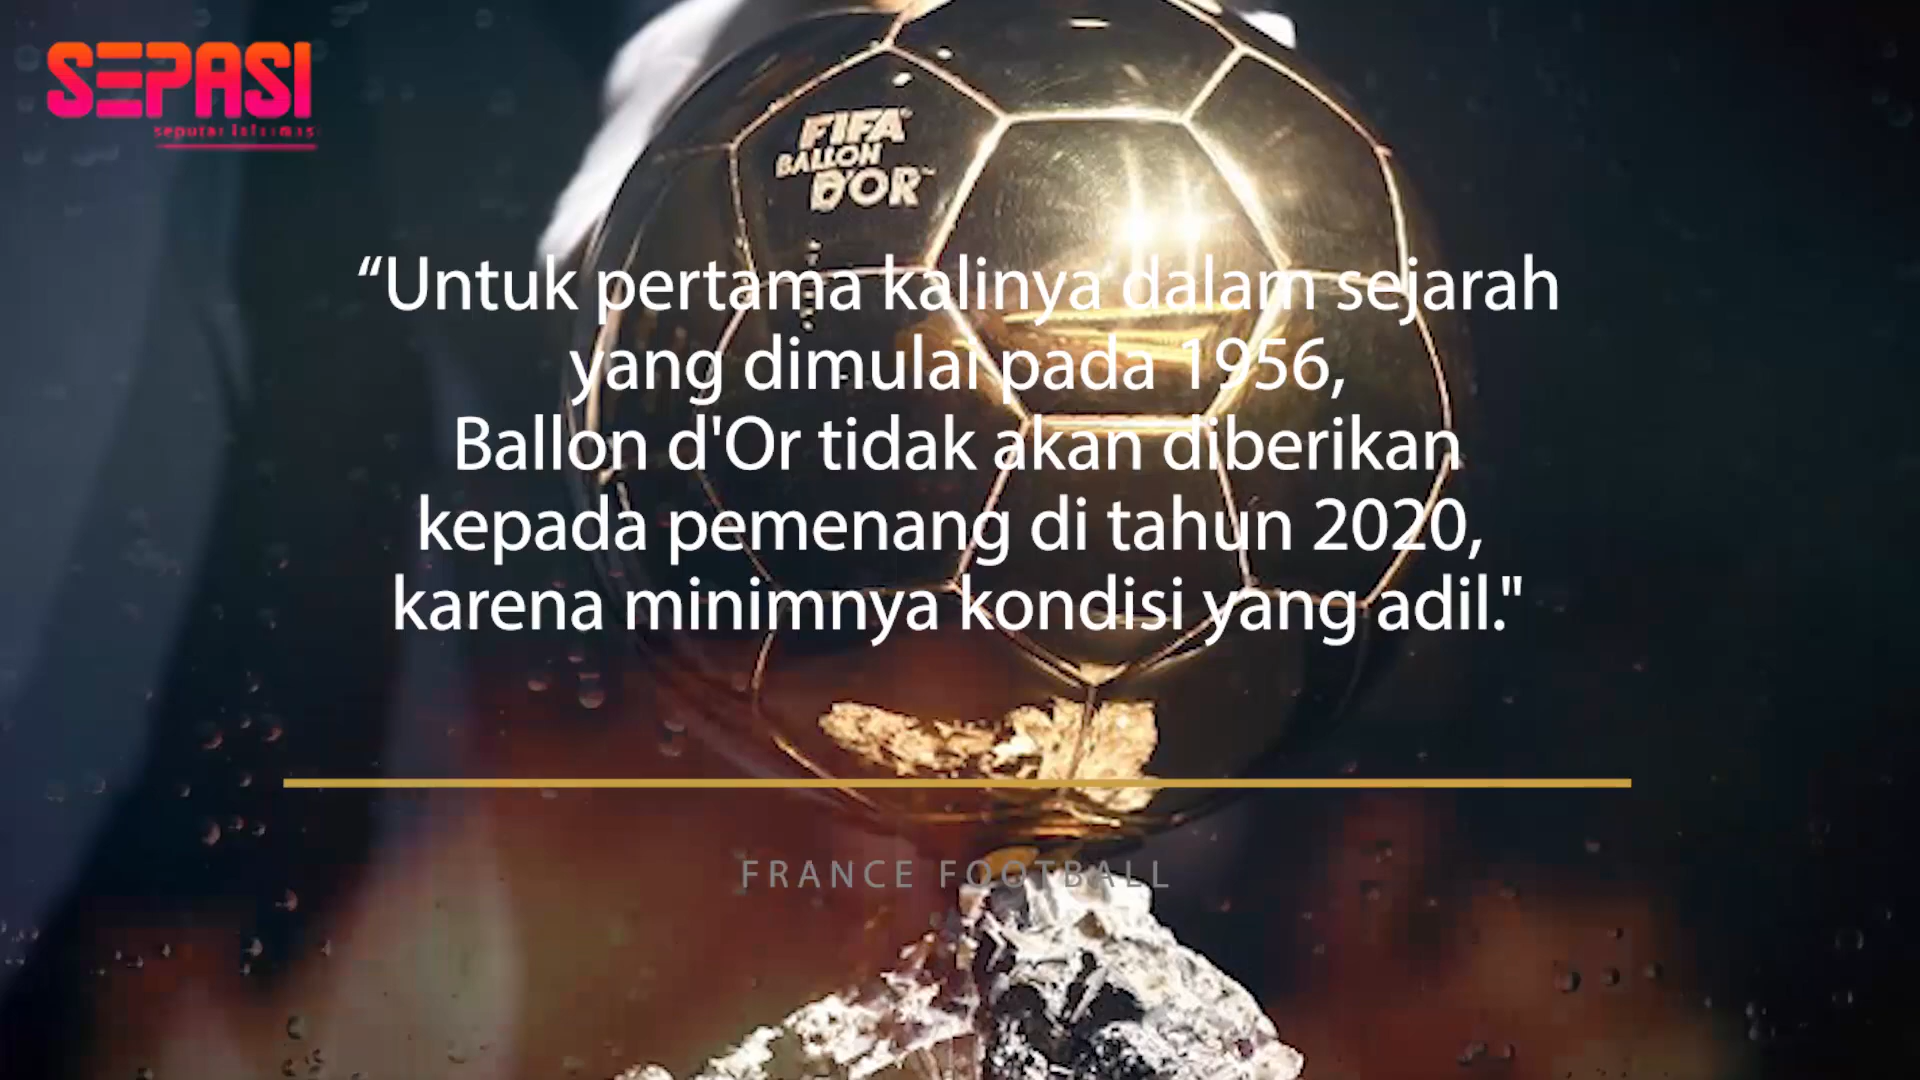 SEPASI
seputar informasi
FIFA
BALLON
D'OR™
“Untuk pertama kalinya dalam sejarah
yang dimulai pada 1956,
Ballon d'Or tidak akan diberikan
kepada pemenang di tahun 2020,
karena minimnya kondisi yang adil."
FRANCE FOOTBALL